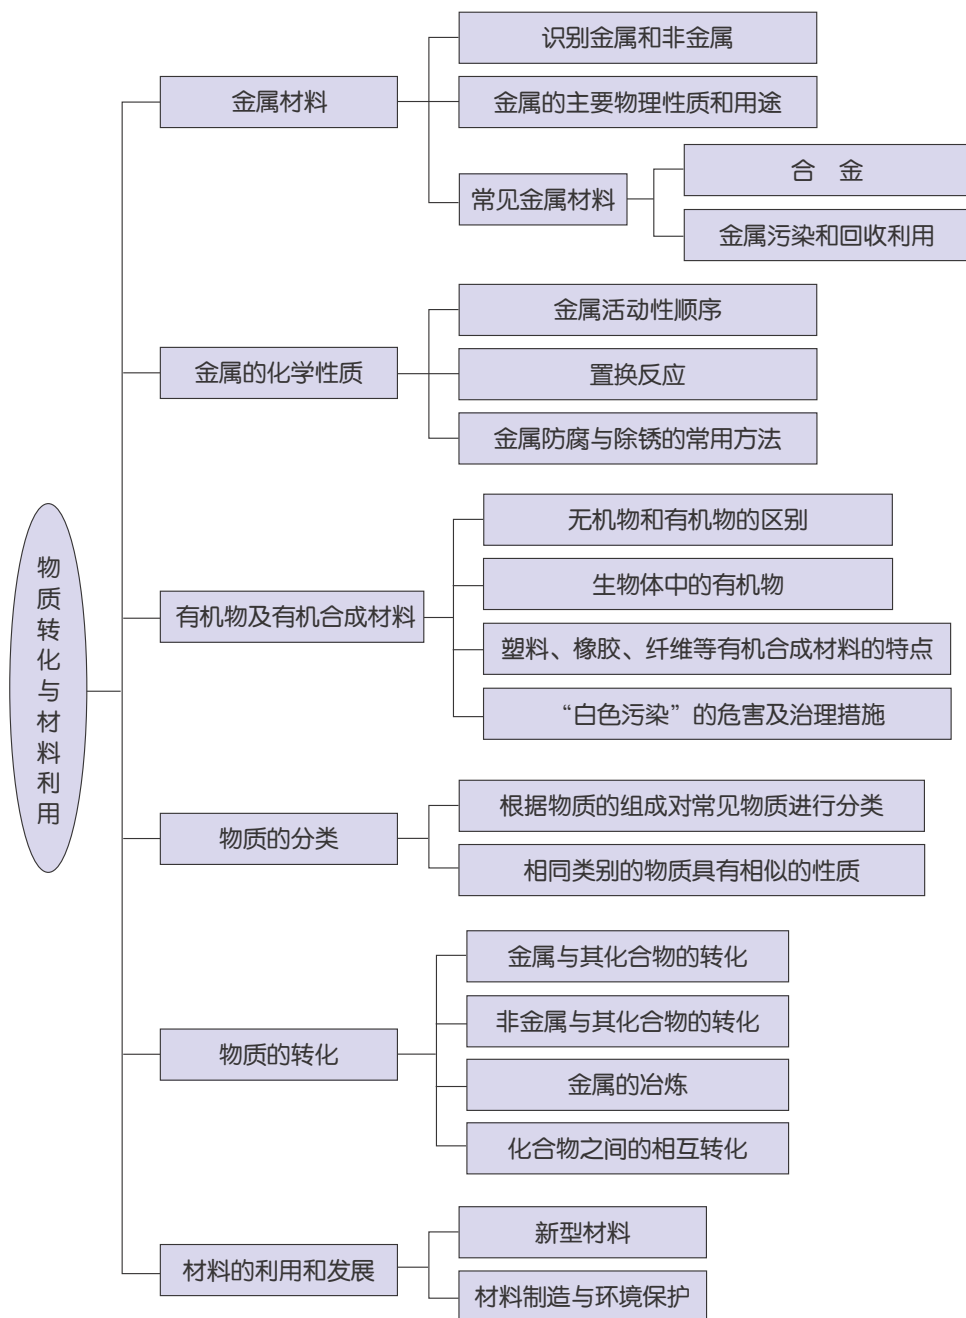 物质转化与材料利用
金属材料
识别金属和非金属
金属的主要物理性质和用途
常见金属材料
合 金
金属污染和回收利用
金属的化学性质
金属活动性顺序
置换反应
金属防腐与除锈的常用方法
有机物及有机合成材料
无机物和有机物的区别
生物体中的有机物
塑料、橡胶、纤维等有机合成材料的特点
“白色污染”的危害及治理措施
物质的分类
根据物质的组成对常见物质进行分类
相同类别的物质具有相似的性质
物质的转化
金属与其化合物的转化
非金属与其化合物的转化
金属的冶炼
化合物之间的相互转化
材料的利用和发展
新型材料
材料制造与环境保护